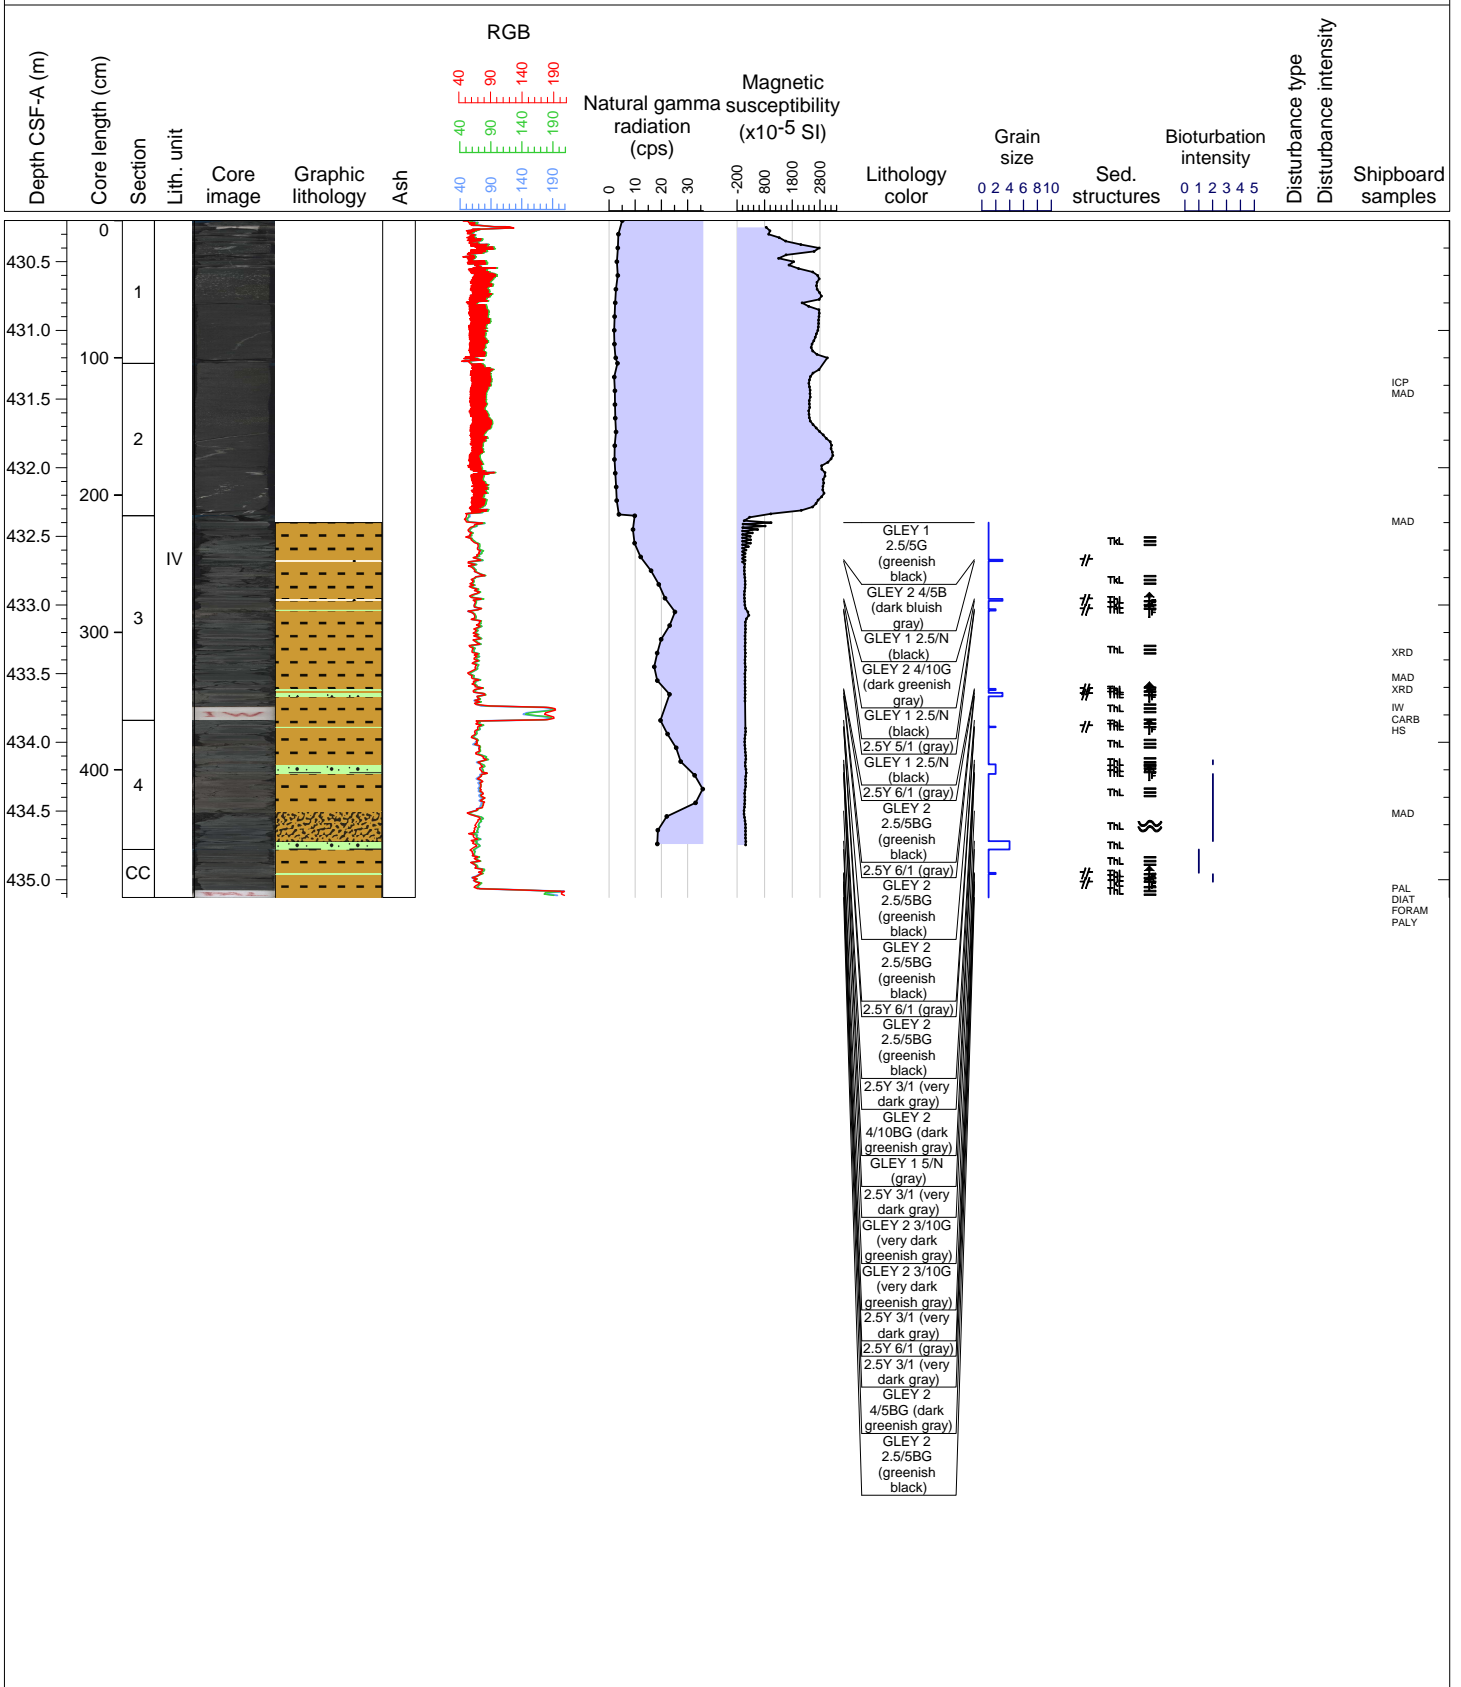 Depth CSF-A (m)
Core length (cm)
Section
Lith. unit
Core
image
Graphic
lithology
Ash
RGB
40 90 140 190
40 90 140 190
40 90 140 190
Natural gamma
radiation
(cps)
0 10 20 30
Magnetic
susceptibility
(x10-5 SI)
-200 800 1800 2800
Lithology
color
Grain
size
0 2 4 6 8 10
Sed.
structures
Bioturbation
intensity
0 1 2 3 4 5
Disturbance type
Disturbance intensity
Shipboard
samples
430.5
431.0
431.5
432.0
432.5
433.0
433.5
434.0
434.5
435.0
0
100
200
300
400
1
2
3
4
CC
IV
IW
PAL
GLEY 1
2.5/5G
(greenish
black)
GLEY 2 4/5B
(dark bluish
gray)
GLEY 1 2.5/N
(black)
GLEY 2 4/10G
(dark greenish
gray)
GLEY 1 2.5/N
(black)
2.5Y 5/1 (gray)
GLEY 1 2.5/N
(black)
2.5Y 6/1 (gray)
GLEY 2
2.5/5BG
(greenish
black)
2.5Y 6/1 (gray)
GLEY 2
2.5/5BG
(greenish
black)
GLEY 2
2.5/5BG
(greenish
black)
2.5Y 6/1 (gray)
GLEY 2
2.5/5BG
(greenish
black)
2.5Y 3/1 (very
dark gray)
GLEY 2
4/10BG (dark
greenish gray)
GLEY 1 5/N
(gray)
2.5Y 3/1 (very
dark gray)
GLEY 2 3/10G
(very dark
greenish gray)
GLEY 2 3/10G
(very dark
greenish gray)
2.5Y 3/1 (very
dark gray)
2.5Y 6/1 (gray)
2.5Y 3/1 (very
dark gray)
GLEY 2
4/5BG (dark
greenish gray)
GLEY 2
2.5/5BG
(greenish
black)
TkL
TkL
ThL
ThL
ThL
ThL
ThL
ThL
ThL
ICP
MAD
MAD
XRD
MAD
XRD
IW
CARB
HS
MAD
PAL
DIAT
FORAM
PALY